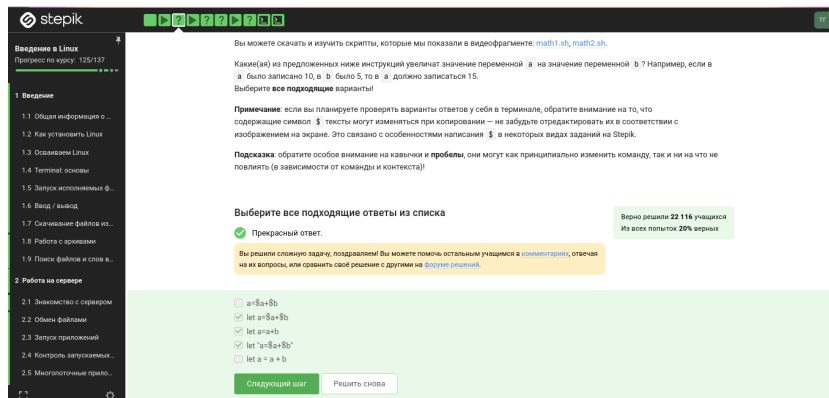 stepik
ТГ
Введение в Linux
Прогресс по курсу: 125/137
1 Введение
1.1 Общая информация о ...
1.2 Как установить Linux
1.3 Осваиваем Linux
1.4 Terminal: основы
1.5 Запуск исполняемых ф...
1.6 Ввод / вывод
1.7 Скачивание файлов из...
1.8 Работа с архивами
1.9 Поиск файлов и слов в...
2 Работа на сервере
2.1 Знакомство с сервером
2.2 Обмен файлами
2.3 Запуск приложений
2.4 Контроль запускаемых...
2.5 Многопоточные прило...
Вы можете скачать и изучить скрипты, которые мы показали в видеофрагменте: math1.sh, math2.sh.
Какие(ая) из предложенных ниже инструкций увеличат значение переменной a на значение переменной b ? Например, если в
a было записано 10, а в b было 5, то в a должно записаться 15.
Выберите все подходящие варианты!
Примечание: если вы планируете проверять варианты ответов у себя в терминале, обратите внимание на то, что
содержащие символ $ тексты могут изменяться при копировании — не забудьте отредактировать их в соответствии с
изображением на экране. Это связано с особенностями написания $ в некоторых видах заданий на Stepik.
Подсказка: обратите особое внимание на кавычки и пробелы, они могут как принципиально изменить команду, так и ни на что не
повлиять (в зависимости от команды и контекста)!
Выберите все подходящие ответы из списка
Прекрасный ответ.
Верно решили 22 116 учащихся
Из всех попыток 20% верных
Вы решили сложную задачу, поздравляем! Вы можете помочь остальным учащимся в комментариях, отвечая
на их вопросы, или сравнить своё решение с другими на форуме решений.
a=$a+$b
let a=$a+$b
let a=a+b
let "a=$a+$b"
let a = a + b
Следующий шаг
Решить снова